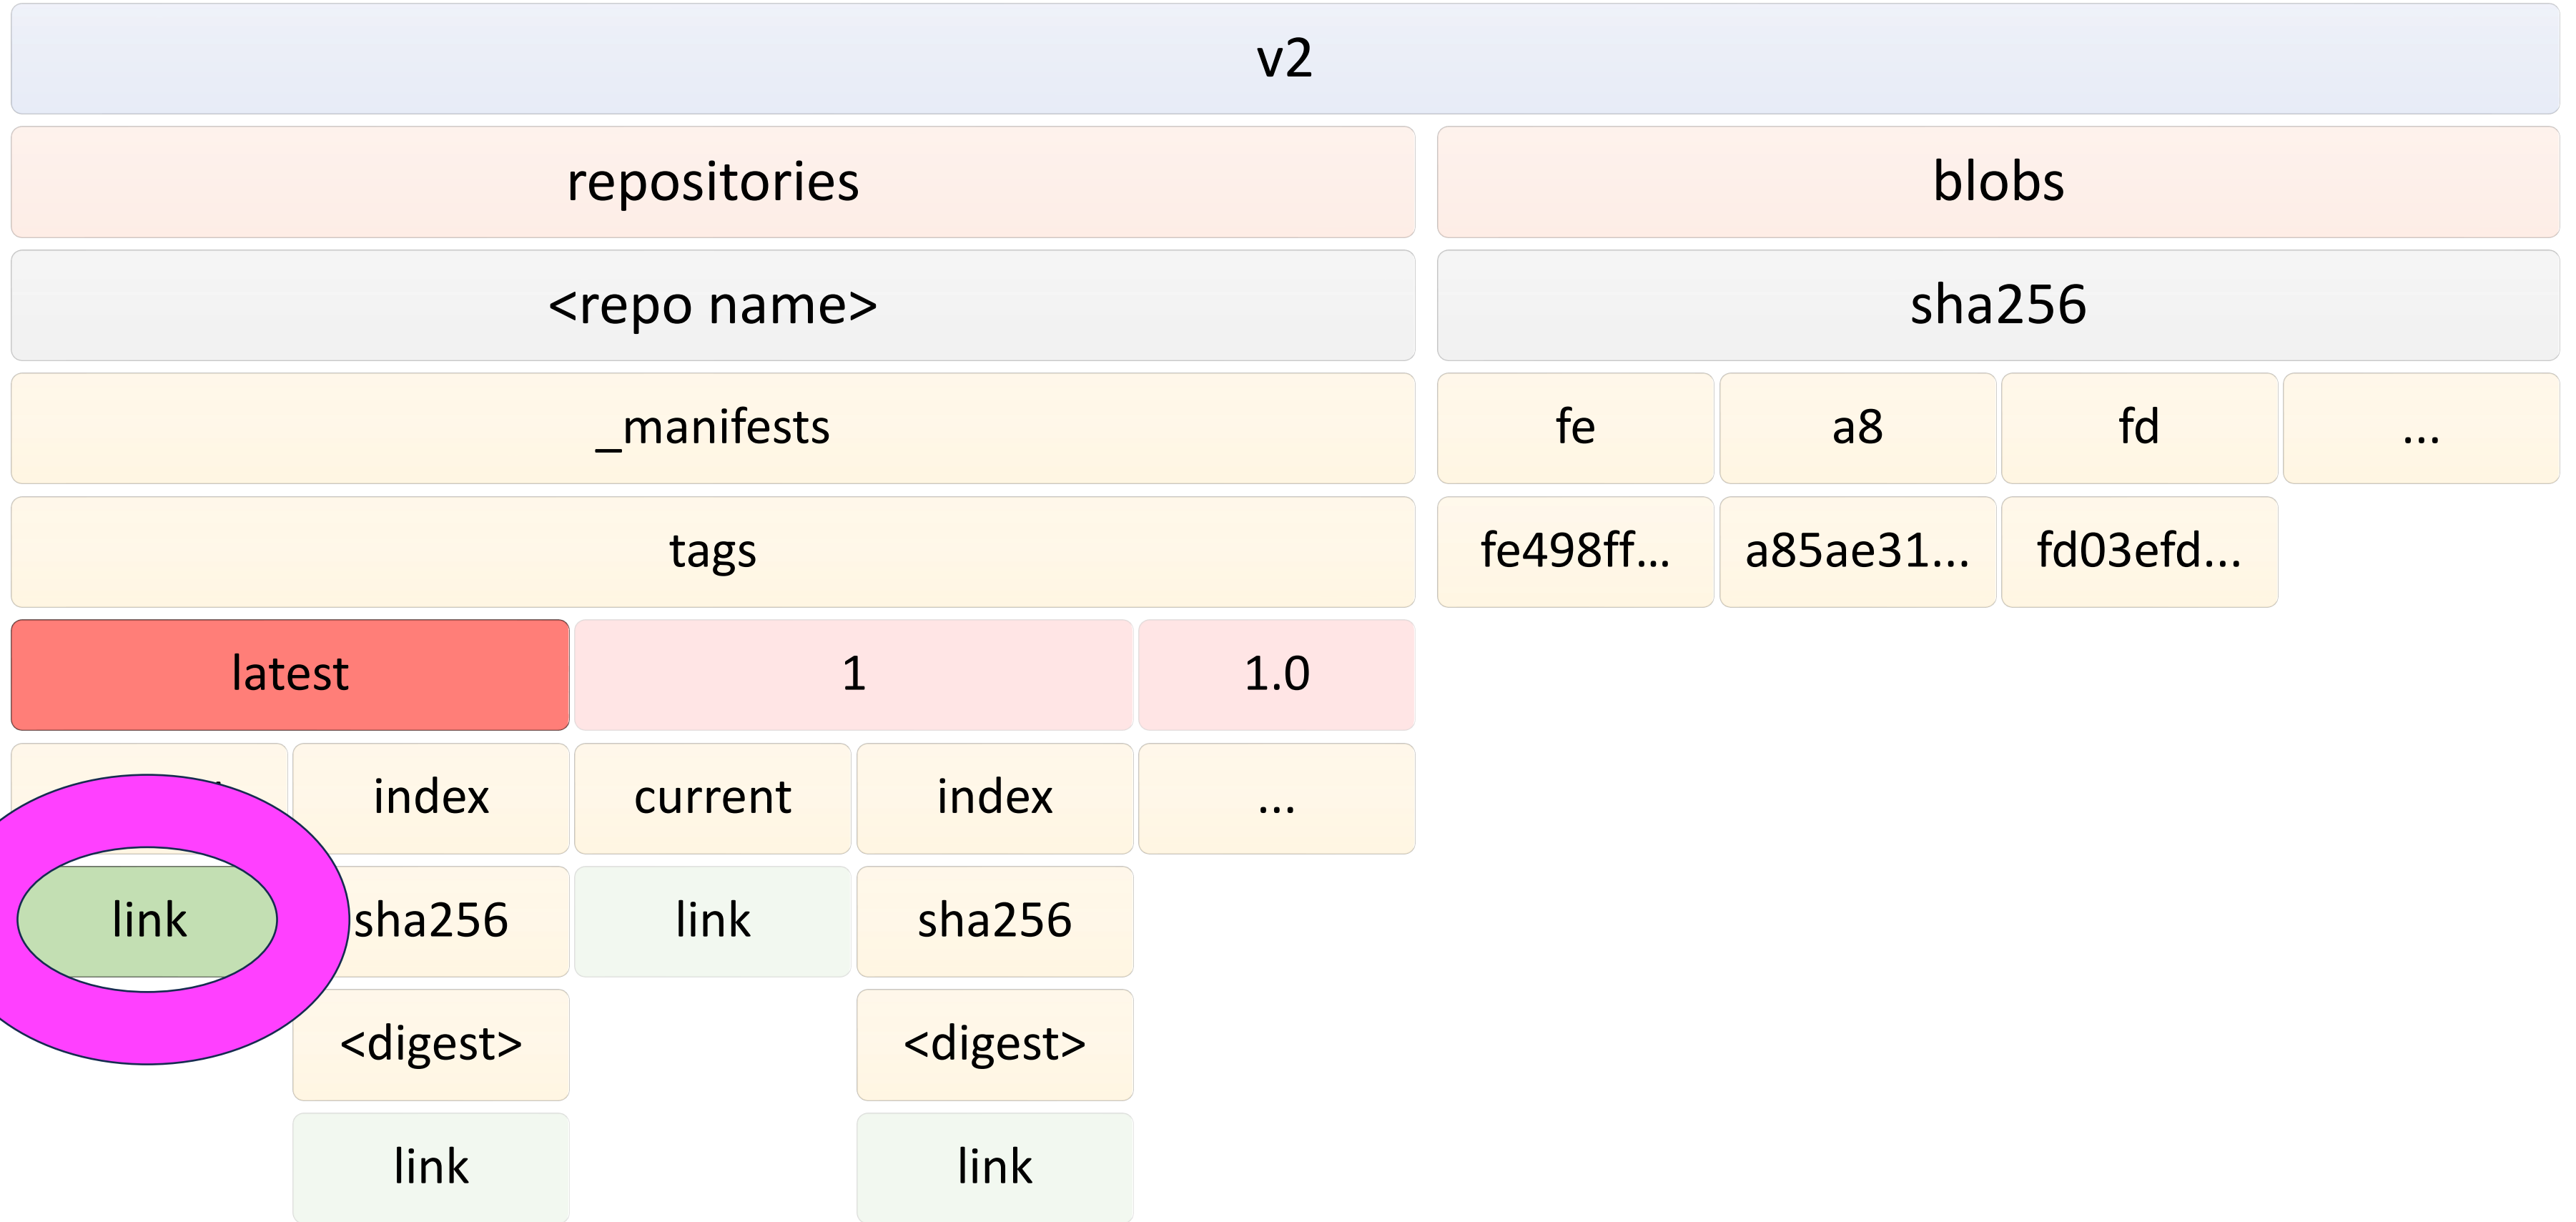 v2
repositories
blobs
<repo name>
sha256
_manifests
fe
a8
fd
...
tags
fe498ff...
a85ae31...
fd03efd...
latest
1
1.0
index
current
index
...
link
sha256
link
sha256
<digest>
<digest>
link
link